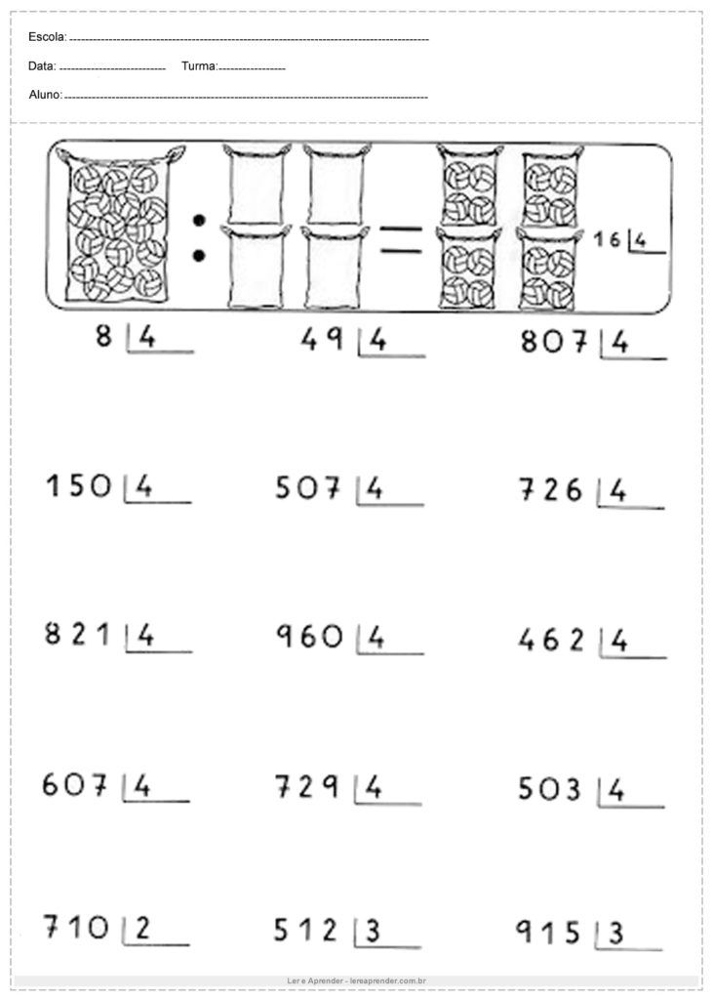 Escola:
Data: Turma:
Aluno:
16 4
8 4 49 4 807 4
150 4 507 4 726 4
821 4 960 4 462 4
607 4 729 4 503 4
710 2 512 3 915 3
Ler e Aprender - lereaprender.com.br